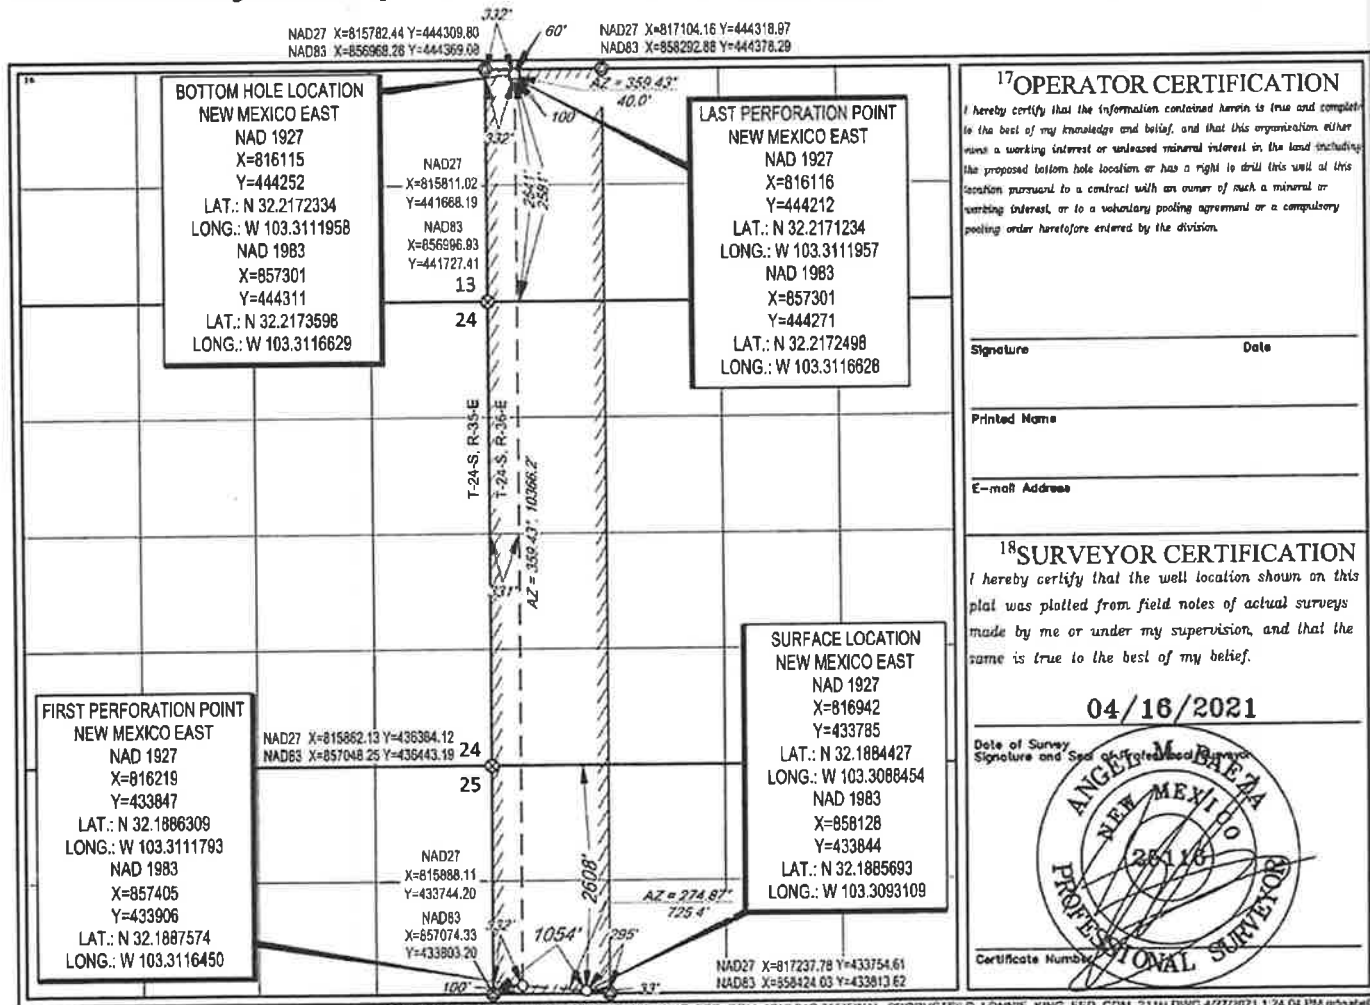 332'
NAD27 X=815782.44 Y=444309.80
NAD83 X=856968.26 Y=444369.08
60'
NAD27 X=817104.16 Y=444318.97
NAD83 X=858292.88 Y=444378.29
16
BOTTOM HOLE LOCATION
NEW MEXICO EAST
NAD 1927
X=816115
Y=444252
LAT.: N 32.2172334
LONG.: W 103.3111958
NAD 1983
X=857301
Y=444311
LAT.: N 32.2173598
LONG.: W 103.3116629
AZ = 359.43°
40.0'
100
332'
2641'
2581'
NAD27
X=815811.02
Y=441668.19
NAD83
X=856996.93
Y=441727.41
13
24
LAST PERFORATION POINT
NEW MEXICO EAST
NAD 1927
X=816116
Y=444212
LAT.: N 32.2171234
LONG.: W 103.3111957
NAD 1983
X=857301
Y=444271
LAT.: N 32.2172498
LONG.: W 103.3116628
T-24-S, R-35-E
T-24-S, R-36-E
AZ = 359.43°, 10366.2'
331'
FIRST PERFORATION POINT
NEW MEXICO EAST
NAD 1927
X=816219
Y=433847
LAT.: N 32.1886309
LONG.: W 103.3111793
NAD 1983
X=857405
Y=433906
LAT.: N 32.1887574
LONG.: W 103.3116450
NAD27 X=815862.13 Y=436384.12
NAD83 X=857048.25 Y=436443.19
24
25
SURFACE LOCATION
NEW MEXICO EAST
NAD 1927
X=816942
Y=433785
LAT.: N 32.1884427
LONG.: W 103.3088454
NAD 1983
X=858128
Y=433844
LAT.: N 32.1885693
LONG.: W 103.3093109
NAD27
X=815888.11
Y=433744.20
NAD83
X=857074.33
Y=433803.20
2608'
AZ = 274.87°
725.4'
332'
1054'
295'
100'
33'
NAD27 X=817237.78 Y=433754.61
NAD83 X=858424.03 Y=433813.62
17OPERATOR CERTIFICATION
I hereby certify that the information contained herein is true and complete
to the best of my knowledge and belief, and that this organization either
owns a working interest or unleased mineral interest in the land including
the proposed bottom hole location or has a right to drill this well at this
location pursuant to a contract with an owner of such a mineral or
working interest, or to a voluntary pooling agreement or a compulsory
pooling order heretofore entered by the division.
Signature Date
Printed Name
E-mail Address
18SURVEYOR CERTIFICATION
I hereby certify that the well location shown on this
plat was plotted from field notes of actual surveys
made by me or under my supervision, and that the
same is true to the best of my belief.
04/16/2021
Date of Survey
Signature and Seal of Professional Surveyor
ANGEL M. BAEZA
NEW MEXICO
25116
PROFESSIONAL SURVEYOR
Certificate Number